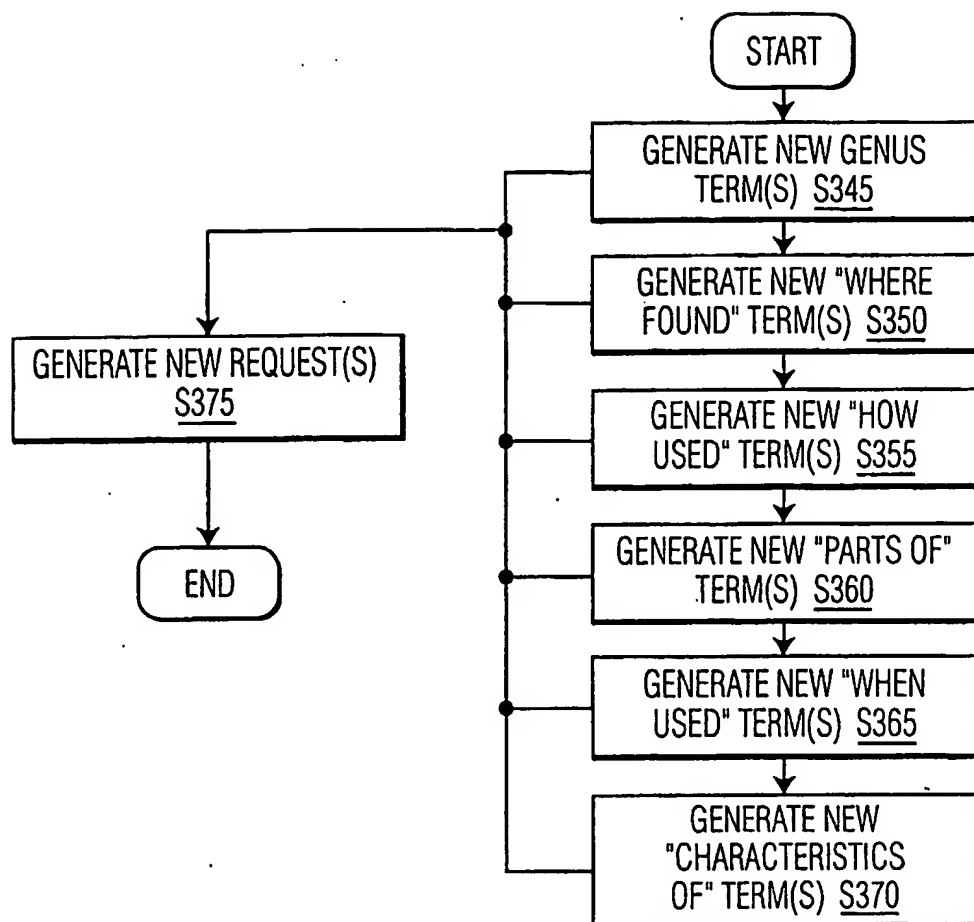 START
GENERATE NEW GENUS
TERM(S) S345
GENERATE NEW "WHERE
FOUND" TERM(S) S350
GENERATE NEW "HOW
USED" TERM(S) S355
GENERATE NEW "PARTS OF"
TERM(S) S360
GENERATE NEW "WHEN
USED" TERM(S) S365
GENERATE NEW
"CHARACTERISTICS
OF" TERM(S) S370
GENERATE NEW REQUEST(S)
S375
END